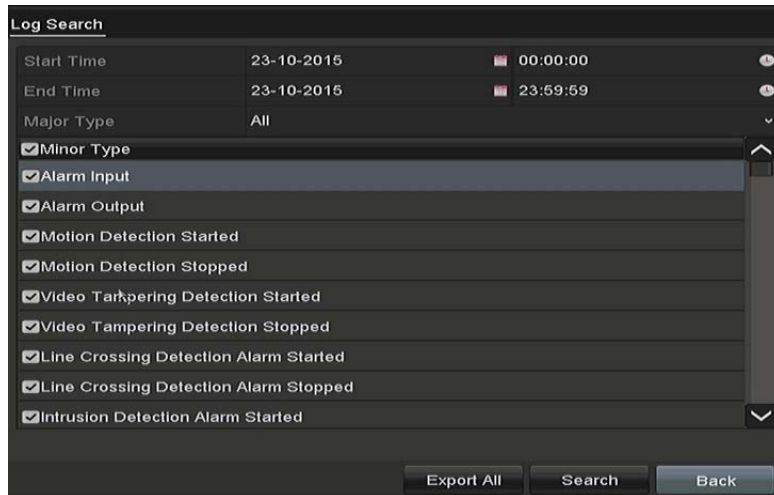 Log Search
Start Time 23-10-2015 00:00:00
End Time 23-10-2015 23:59:59
Major Type All
Minor Type
Alarm Input
Alarm Output
Motion Detection Started
Motion Detection Stopped
Video Tampering Detection Started
Video Tampering Detection Stopped
Line Crossing Detection Alarm Started
Line Crossing Detection Alarm Stopped
Intrusion Detection Alarm Started
Export All Search Back